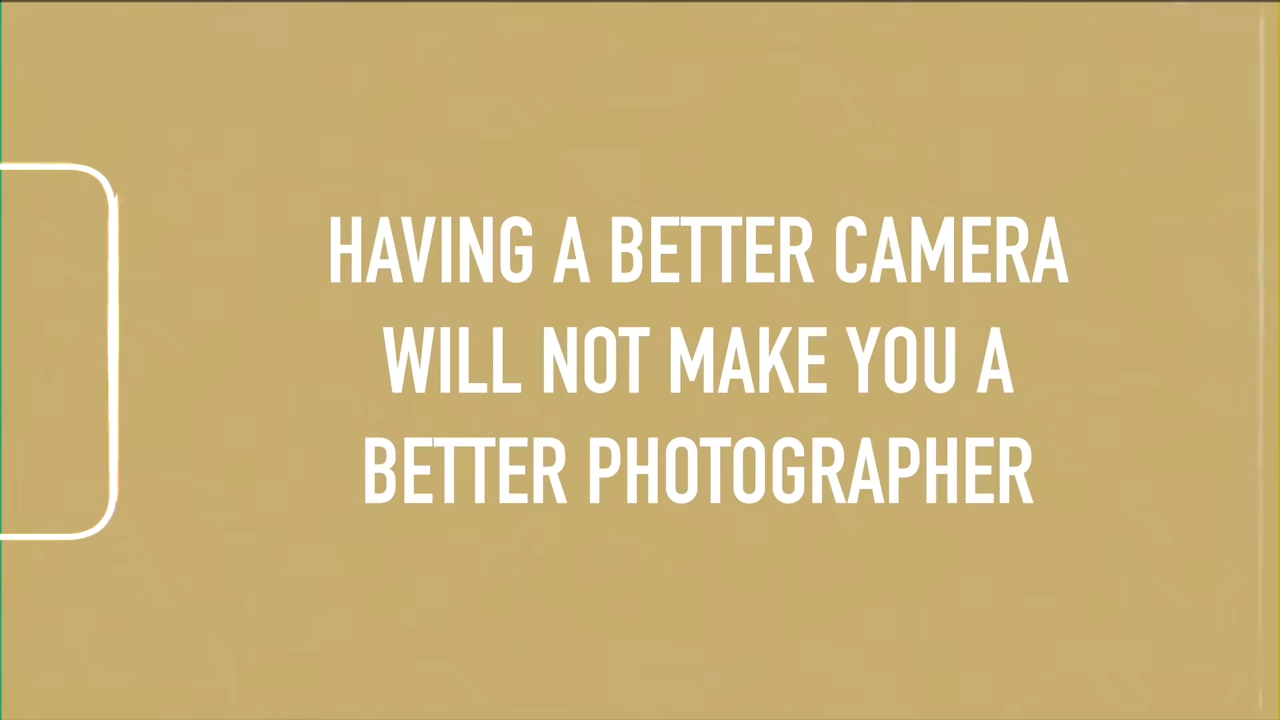 HAVING A BETTER CAMERA
WILL NOT MAKE YOU A
BETTER PHOTOGRAPHER